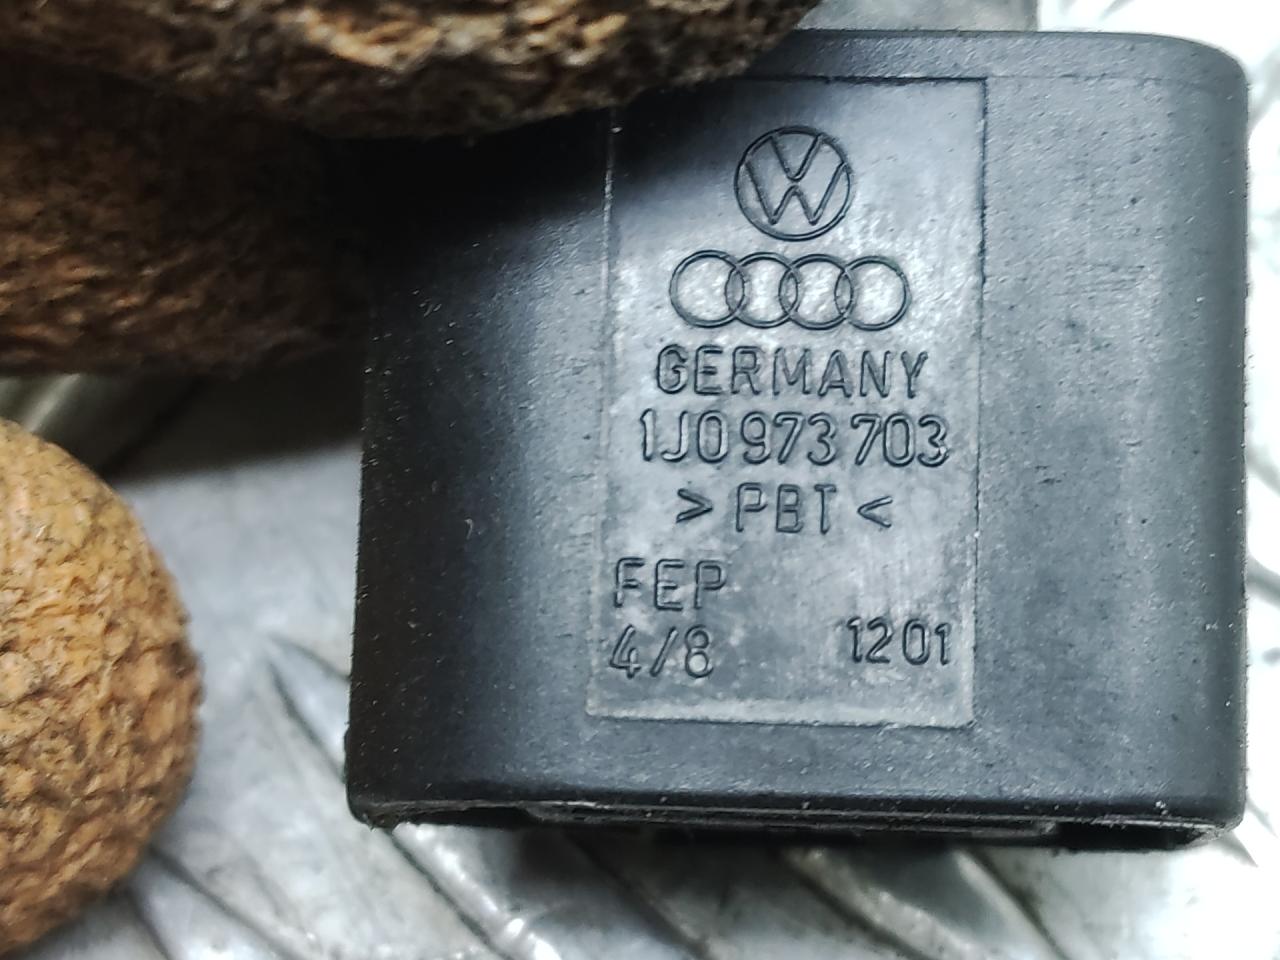 GERMANY
1J0 973 703
> PBT <
FEP
4/8 1201